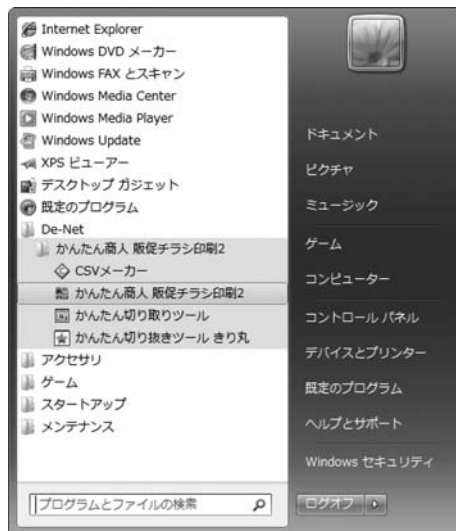 Internet Explorer
Windows DVD メーカー
Windows FAX とスキャン
Windows Media Center
Windows Media Player
Windows Update
XPS ビューアー
デスクトップ ガジェット
既定のプログラム
De-Net
かんたん商人 販促チラシ印刷2
CSVメーカー
かんたん商人 販促チラシ印刷2
かんたん切り取りツール
かんたん切り抜きツール きり丸
アクセサリ
ゲーム
スタートアップ
メンテナンス
プログラムとファイルの検索
ドキュメント
ピクチャ
ミュージック
ゲーム
コンピューター
コントロール パネル
デバイスとプリンター
既定のプログラム
ヘルプとサポート
Windows セキュリティ
ログオフ